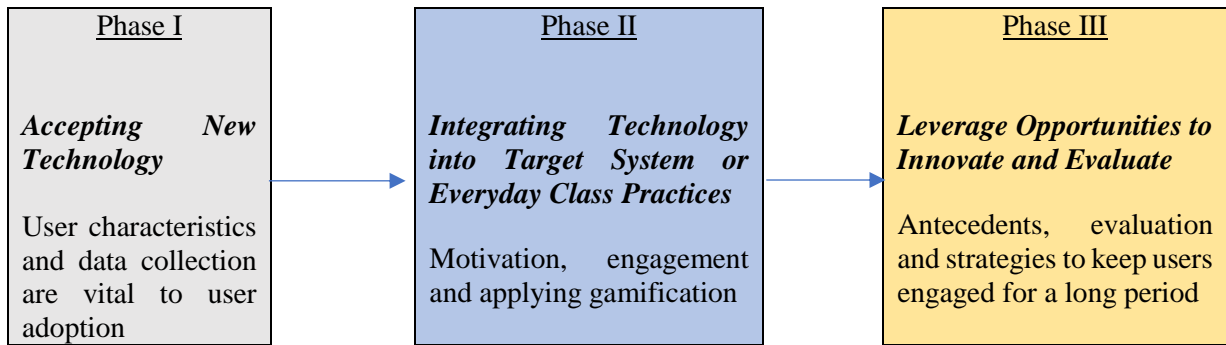 Phase I
Accepting New
Technology
User characteristics
and data collection
are vital to user
adoption
Phase II
Integrating Technology
into Target System or
Everyday Class Practices
Motivation, engagement
and applying gamification
Phase III
Leverage Opportunities to
Innovate and Evaluate
Antecedents, evaluation
and strategies to keep users
engaged for a long period